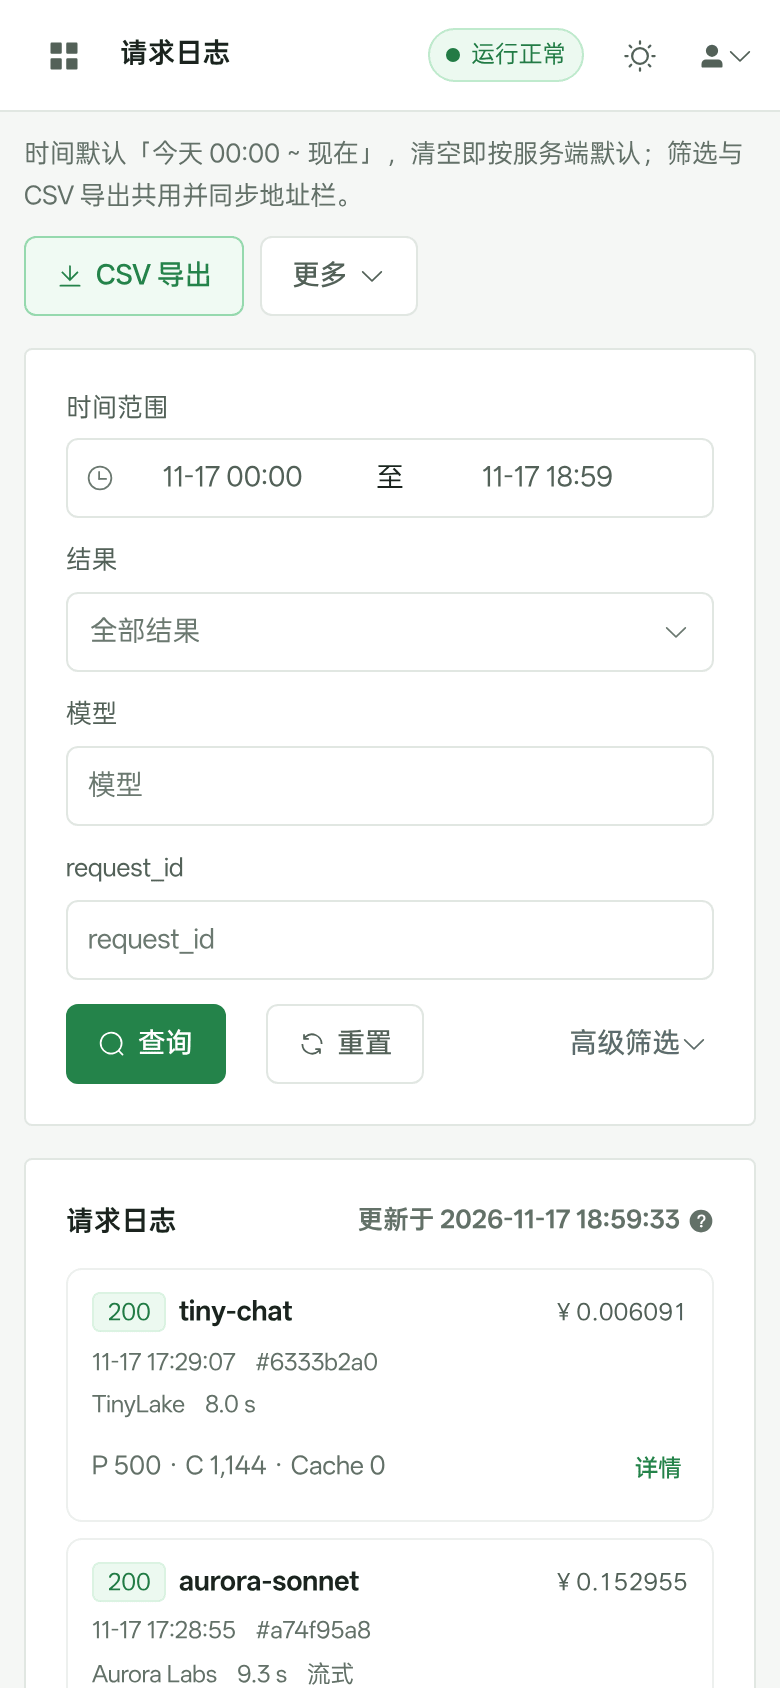 请求日志
运行正常
时间默认「今天 00:00 ~ 现在」，清空即按服务端默认；筛选与
CSV 导出共用并同步地址栏。
CSV 导出
更多
时间范围
11-17 00:00 至 11-17 18:59
结果
全部结果
模型
模型
request_id
request_id
查询 重置 高级筛选
请求日志 更新于 2026-11-17 18:59:33 ?
200 tiny-chat ¥ 0.006091
11-17 17:29:07 #6333b2a0
TinyLake 8.0 s
P 500 · C 1,144 · Cache 0 详情
200 aurora-sonnet ¥ 0.152955
11-17 17:28:55 #a74f95a8
Aurora Labs 9.3 s 流式